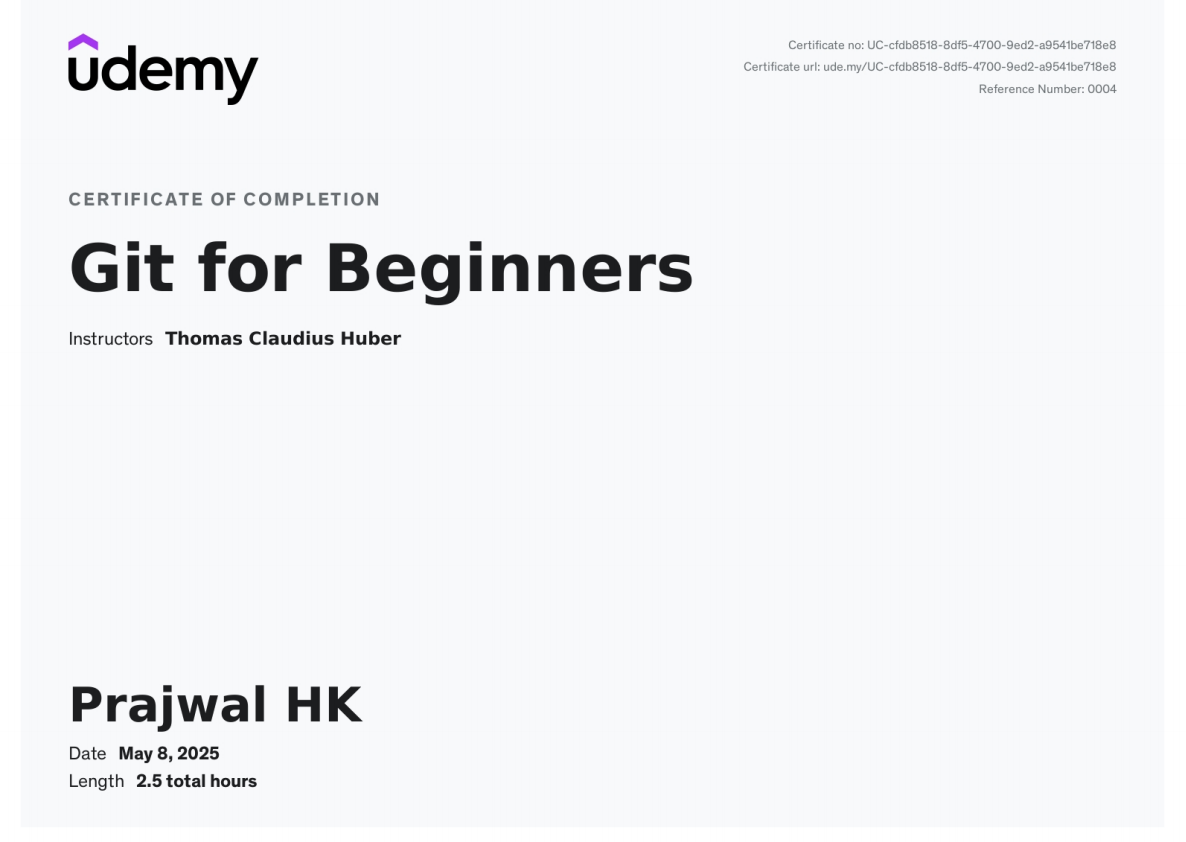 udemy
Certificate no: UC-cfdb8518-8df5-4700-9ed2-a9541be718e8
Certificate url: ude.my/UC-cfdb8518-8df5-4700-9ed2-a9541be718e8
Reference Number: 0004
CERTIFICATE OF COMPLETION
Git for Beginners
Instructors Thomas Claudius Huber
Prajwal HK
Date May 8, 2025
Length 2.5 total hours